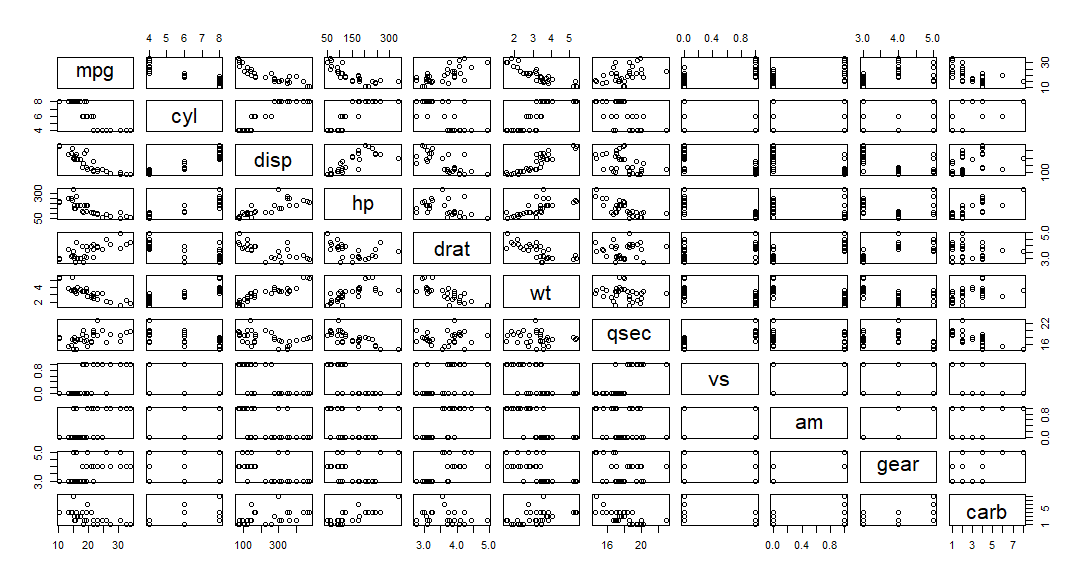 4 6 8 50 150 300 2 3 4 5 0.0 0.4 0.8 3.0 4.0 5.0
mpg 10 30
4 6 8 cyl
disp 100
50 300 hp
drat 3.0 5.0
2 4 wt
qsec 16 22
0.0 0.8 vs
am 0.0 0.8
3.0 5.0 gear
carb 1 5
10 20 30 100 300 3.0 4.0 5.0 16 20 0.0 0.4 0.8 1 3 5 7